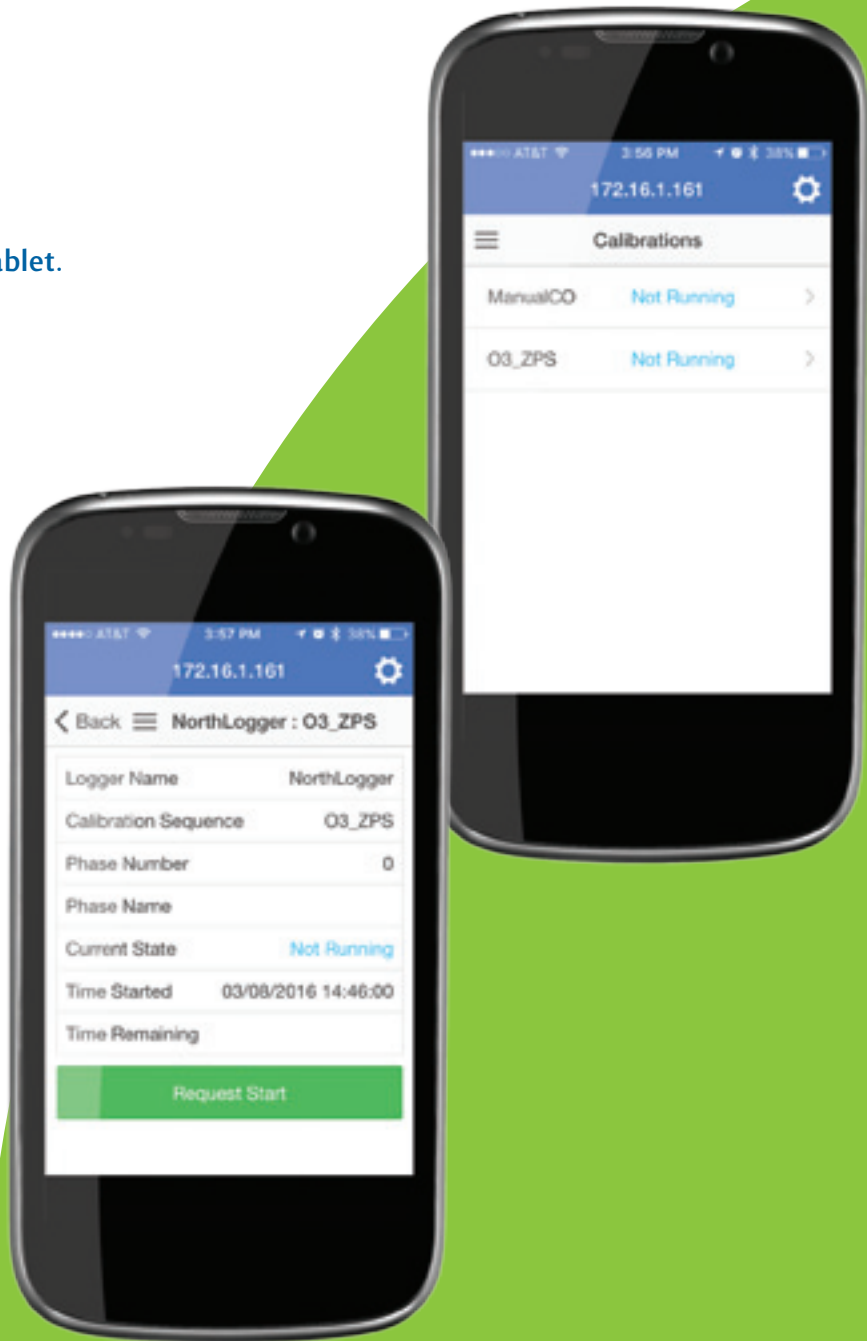 ablet.
AT&T 3:56 PM 38%
172.16.1.161
Calibrations
ManualCO Not Running
O3_ZPS Not Running
AT&T 3:57 PM 38%
172.16.1.161
Back NorthLogger : O3_ZPS
Logger Name NorthLogger
Calibration Sequence O3_ZPS
Phase Number 0
Phase Name
Current State Not Running
Time Started 03/08/2016 14:46:00
Time Remaining
Request Start